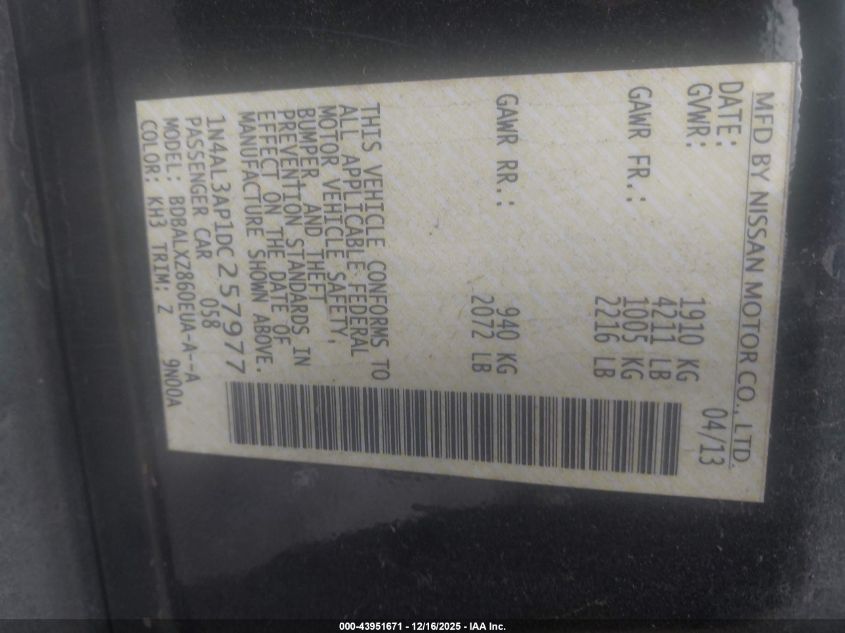 MFD BY NISSAN MOTOR CO., LTD.
DATE: 04/13
GVWR: 1910 KG
4211 LB
GAWR FR.: 1005 KG
2216 LB
GAWR RR.: 940 KG
2072 LB
THIS VEHICLE CONFORMS TO
ALL APPLICABLE FEDERAL
MOTOR VEHICLE SAFETY,
BUMPER, AND THEFT
PREVENTION STANDARDS IN
EFFECT ON THE DATE OF
MANUFACTURE SHOWN ABOVE.
1N4AL3AP1DC257977
PASSENGER CAR 058
MODEL: BDBALXZ860EUA-A--A
COLOR: KH3 TRIM: Z 9N00A
000-43951671 - 12/16/2025 - IAA Inc.